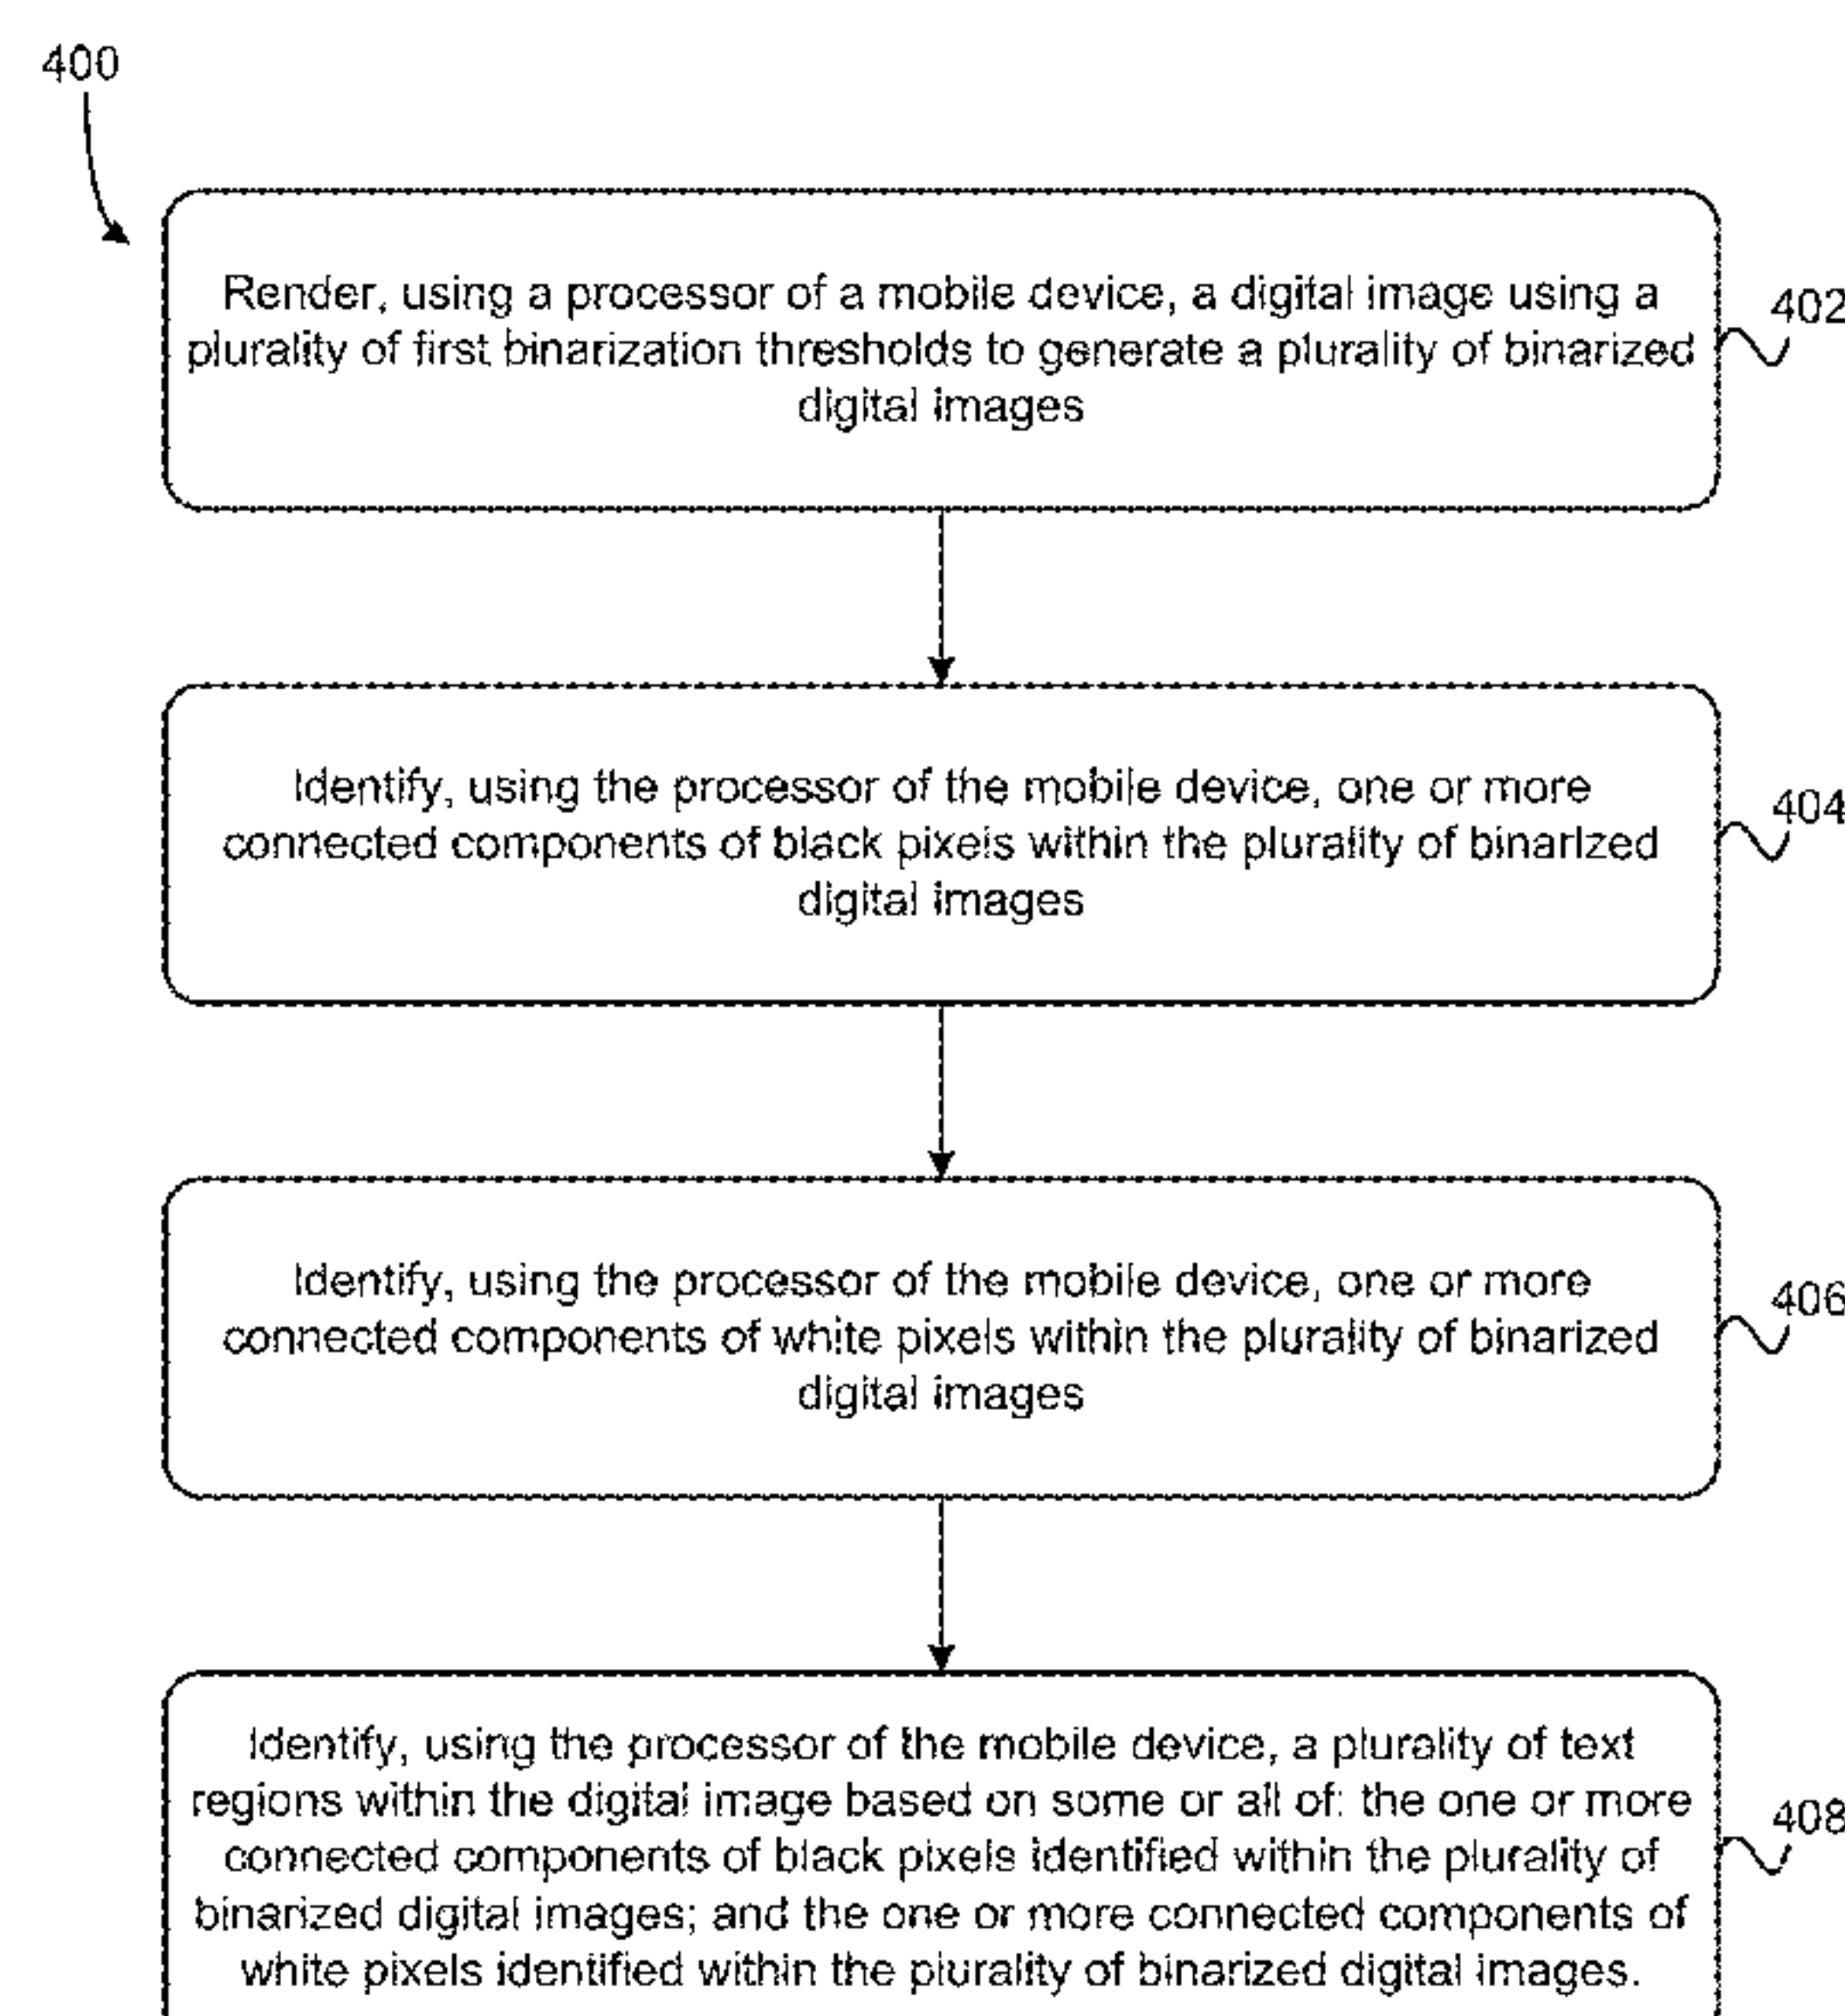 400
Render, using a processor of a mobile device, a digital image using a
plurality of first binarization thresholds to generate a plurality of binarized
digital images
402
Identify, using the processor of the mobile device, one or more
connected components of black pixels within the plurality of binarized
digital images
404
Identify, using the processor of the mobile device, one or more
connected components of white pixels within the plurality of binarized
digital images
406
Identify, using the processor of the mobile device, a plurality of text
regions within the digital image based on some or all of: the one or more
connected components of black pixels identified within the plurality of
binarized digital images; and the one or more connected components of
white pixels identified within the plurality of binarized digital images.
408